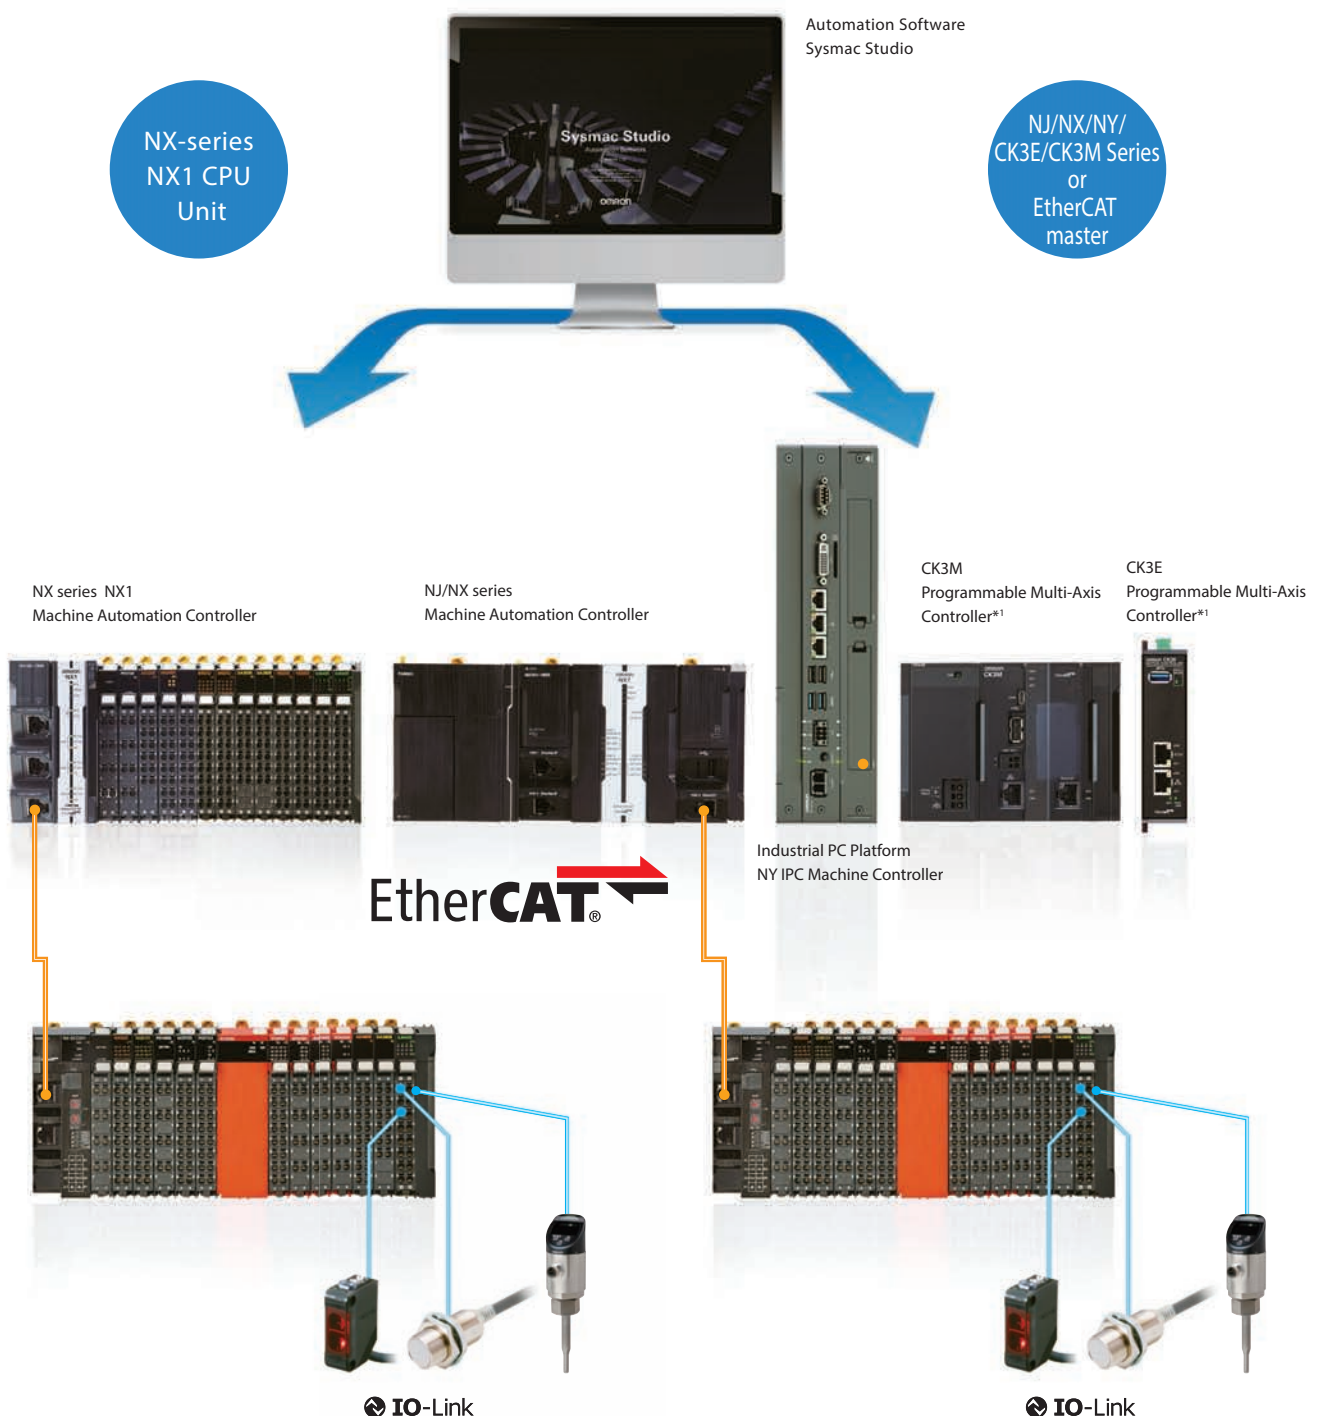 Automation Software
Sysmac Studio
NX-series
NX1 CPU
Unit
Sysmac Studio
Automation Software
OMRON
NJ/NX/NY/
CK3E/CK3M Series
or
EtherCAT
master
NX series NX1
Machine Automation Controller
NJ/NX series
Machine Automation Controller
CK3M
Programmable Multi-Axis
Controller*1
CK3E
Programmable Multi-Axis
Controller*1
CK3M
Industrial PC Platform
NY IPC Machine Controller
EtherCAT®
IO-Link
IO-Link